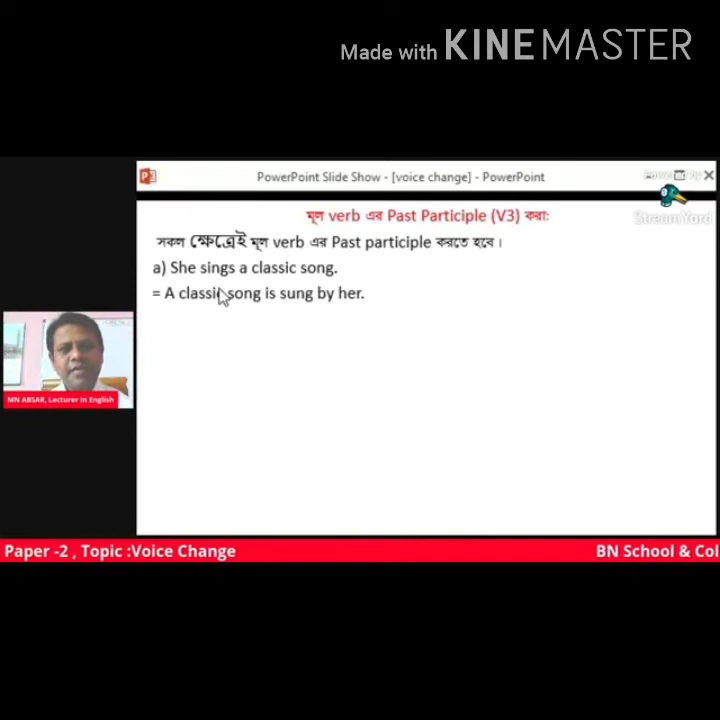 Made with KINEMASTER
PowerPoint Slide Show - [voice change] - PowerPoint
StreamYard
মূল verb এর Past Participle (V3) করা:
সকল ক্ষেত্রেই মূল verb এর Past participle করতে হবে।
a) She sings a classic song.
= A classic song is sung by her.
MN ABSAR, Lecturer In English
Paper -2 , Topic :Voice Change
BN School & Col